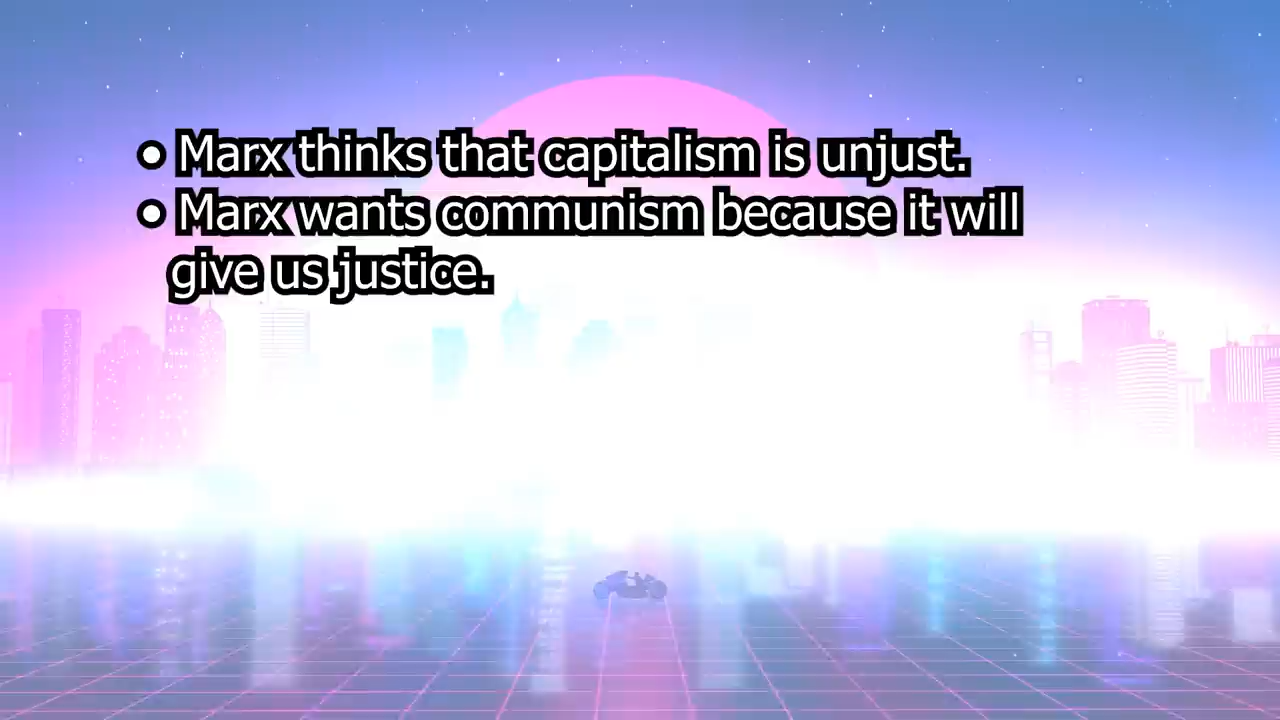 • Marx thinks that capitalism is unjust.
• Marx wants communism because it will
give us justice.